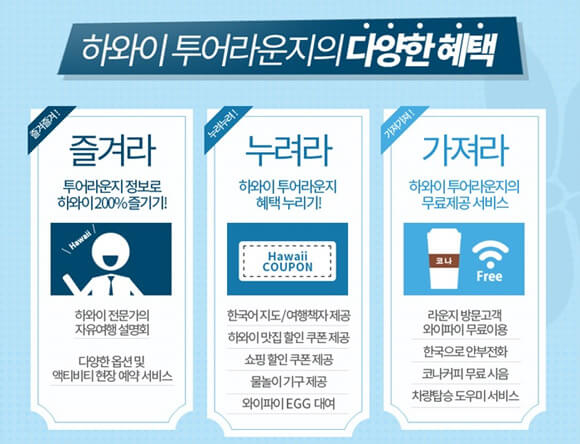 하와이 투어라운지의 다양한 혜택
즐겨즐겨!
즐겨라
투어라운지 정보로
하와이 200% 즐기기!
Hawaii
하와이 전문가의
자유여행 설명회
다양한 옵션 및
액티비티 현장 예약 서비스
누려누려!
누려라
하와이 투어라운지
혜택 누리기!
Hawaii
COUPON
한국어 지도/여행책자 제공
하와이 맛집 할인 쿠폰 제공
쇼핑 할인 쿠폰 제공
물놀이 기구 제공
와이파이 EGG 대여
가져가져!
가져라
하와이 투어라운지의
무료제공 서비스
코나
Free
라운지 방문고객
와이파이 무료이용
한국으로 안부전화
코나커피 무료 시음
차량탑승 도우미 서비스